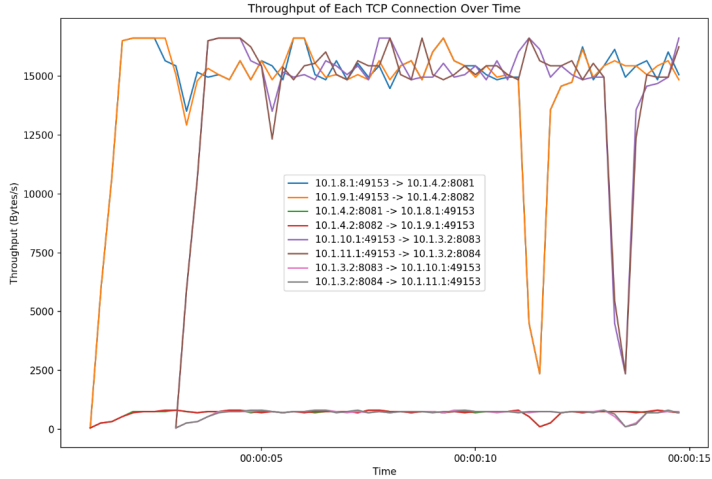 Throughput of Each TCP Connection Over Time
Throughput (Bytes/s)
15000
12500
10000
7500
5000
2500
0
10.1.8.1:49153 -> 10.1.4.2:8081
10.1.9.1:49153 -> 10.1.4.2:8082
10.1.4.2:8081 -> 10.1.8.1:49153
10.1.4.2:8082 -> 10.1.9.1:49153
10.1.10.1:49153 -> 10.1.3.2:8083
10.1.11.1:49153 -> 10.1.3.2:8084
10.1.3.2:8083 -> 10.1.10.1:49153
10.1.3.2:8084 -> 10.1.11.1:49153
00:00:05 00:00:10 00:00:15
Time